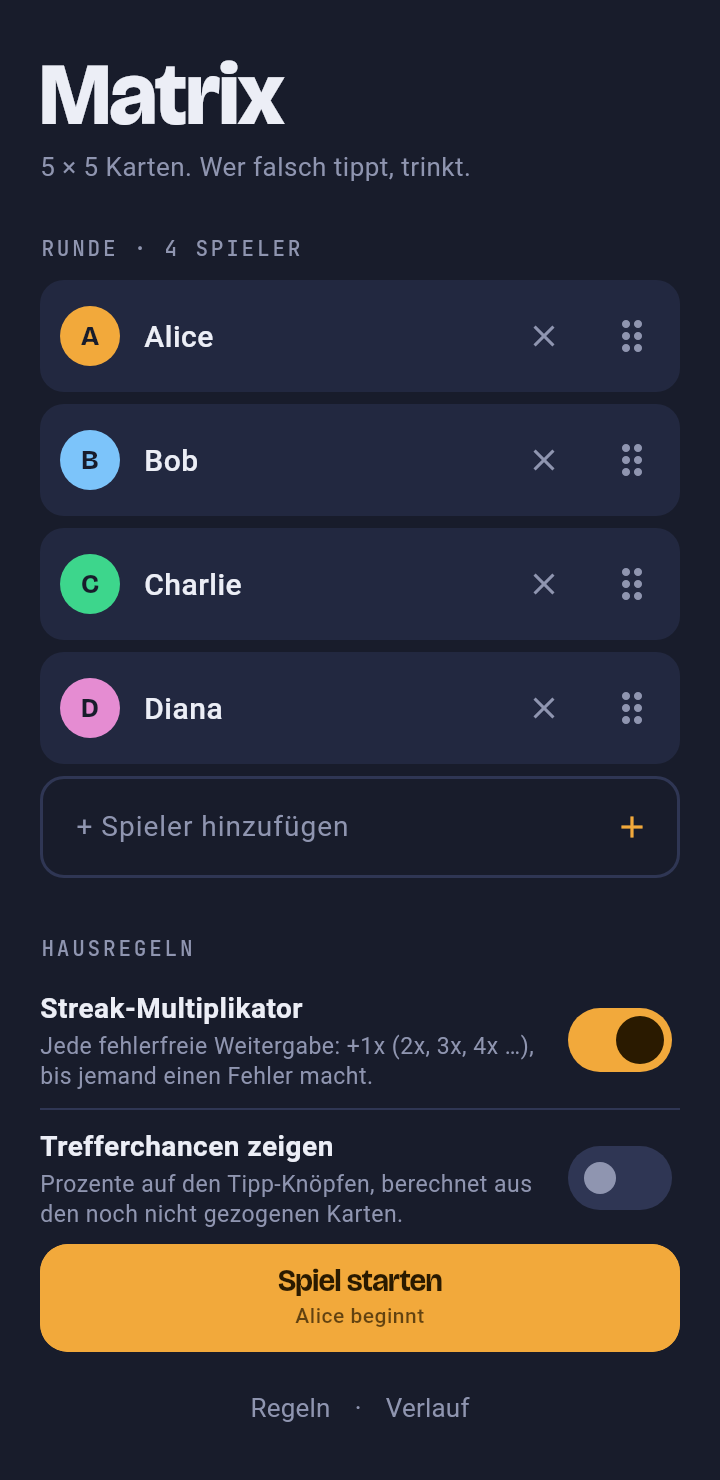 Matrix
5 × 5 Karten. Wer falsch tippt, trinkt.
RUNDE · 4 SPIELER
A Alice
B Bob
C Charlie
D Diana
+ Spieler hinzufügen +
HAUSREGELN
Streak-Multiplikator
Jede fehlerfreie Weitergabe: +1x (2x, 3x, 4x …),
bis jemand einen Fehler macht.
Trefferchancen zeigen
Prozente auf den Tipp-Knöpfen, berechnet aus
den noch nicht gezogenen Karten.
Spiel starten
Alice beginnt
Regeln · Verlauf